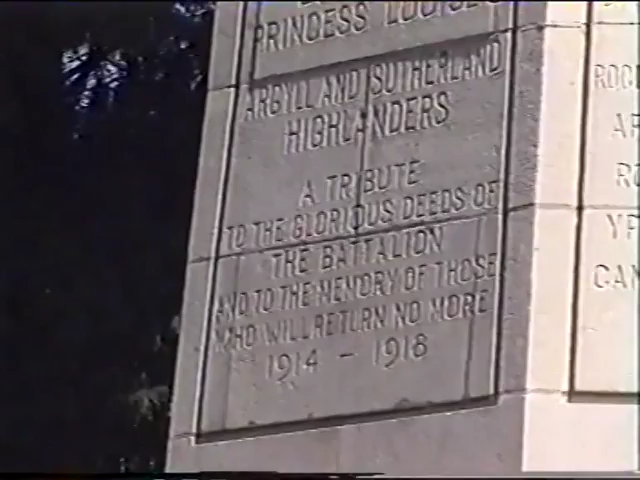 PRINCESS LOUISE
ARGYLL AND SUTHERLAND
HIGHLANDERS
A TRIBUTE
TO THE GLORIOUS DEEDS OF
THE BATTALION
AND TO THE MEMORY OF THOSE
WHO WILL RETURN NO MORE
1914 - 1918